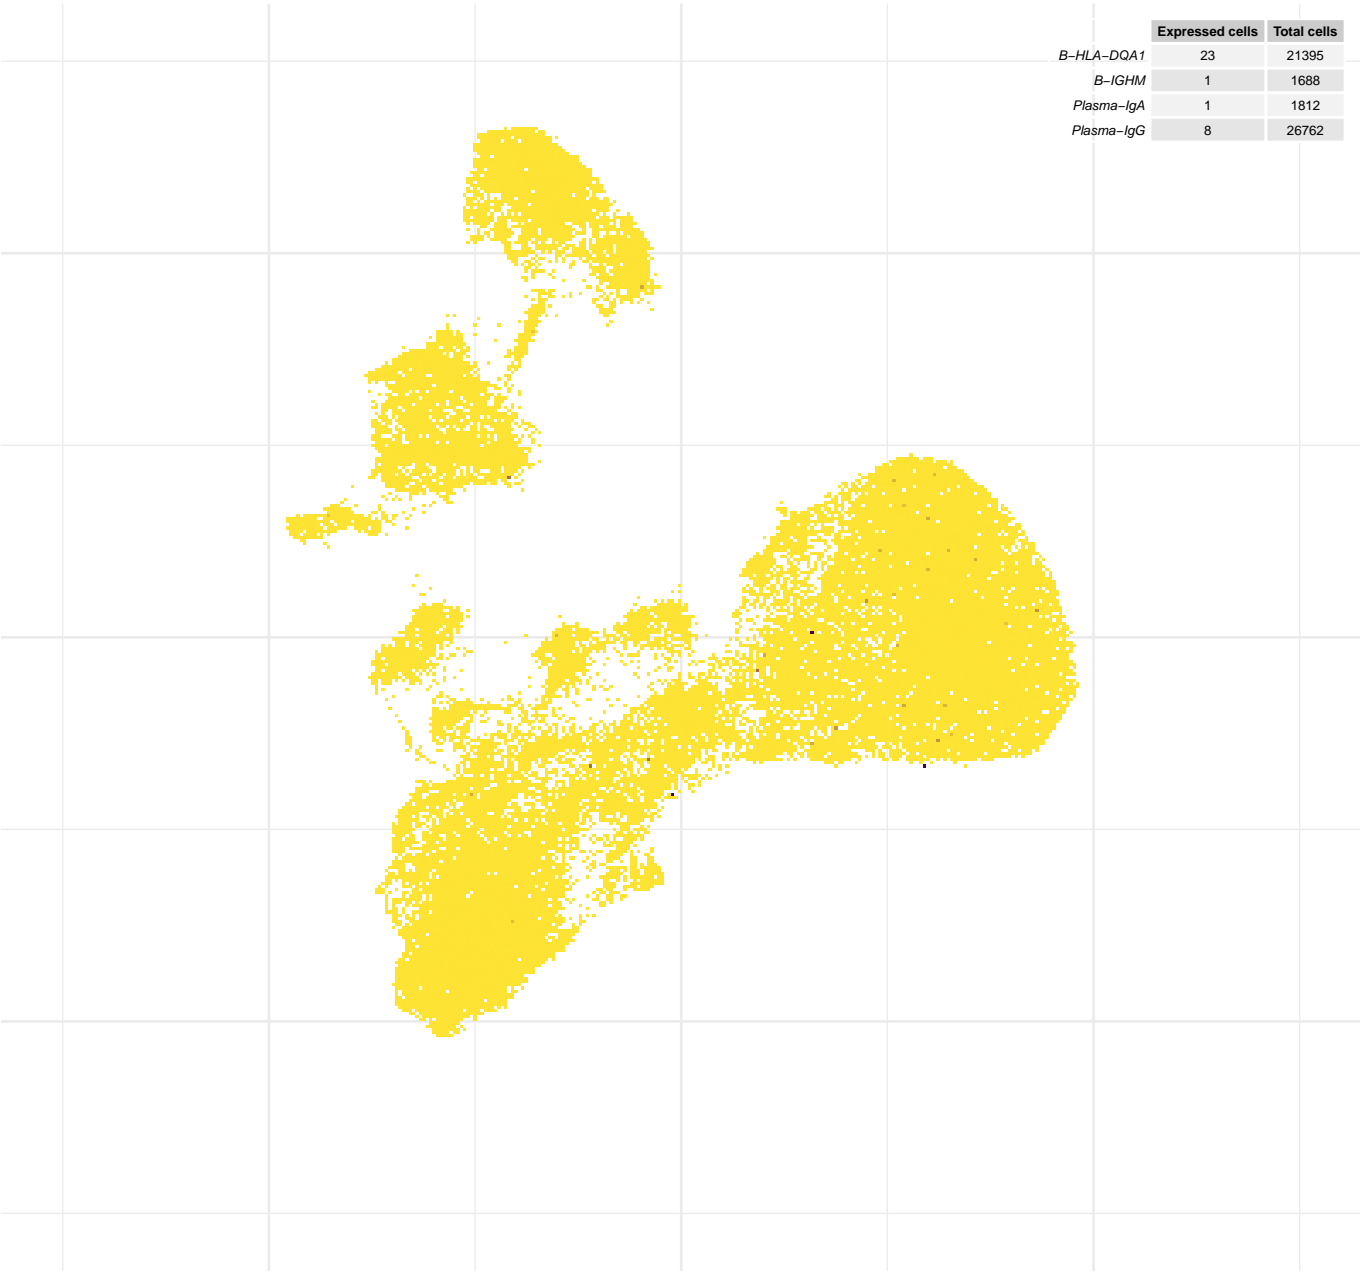 Expressed cells Total cells
B−HLA−DQA1 23 21395
B−IGHM 1 1688
Plasma−IgA 1 1812
Plasma−IgG 8 26762